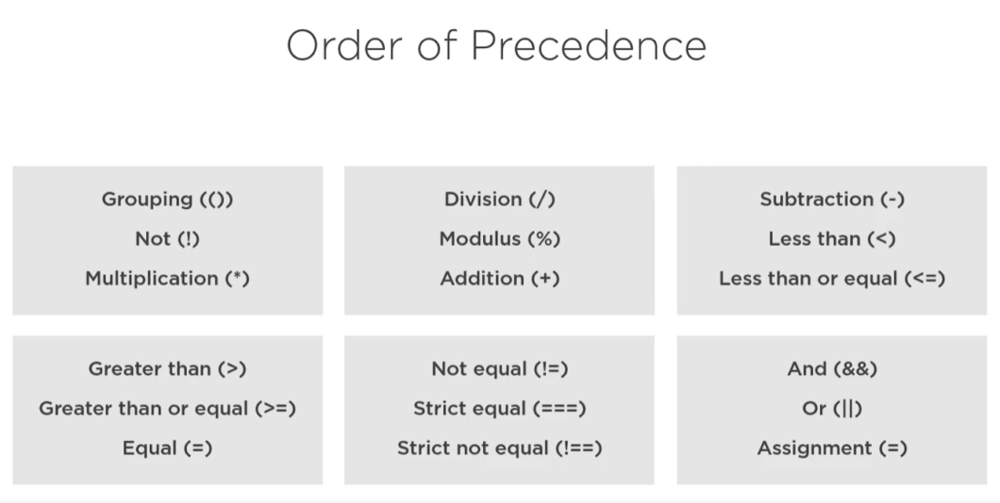 Order of Precedence
Grouping (())
Not (!)
Multiplication (*)
Division (/)
Modulus (%)
Addition (+)
Subtraction (-)
Less than (<)
Less than or equal (<=)
Greater than (>)
Greater than or equal (>=)
Equal (=)
Not equal (!=)
Strict equal (===)
Strict not equal (!==)
And (&&)
Or (||)
Assignment (=)